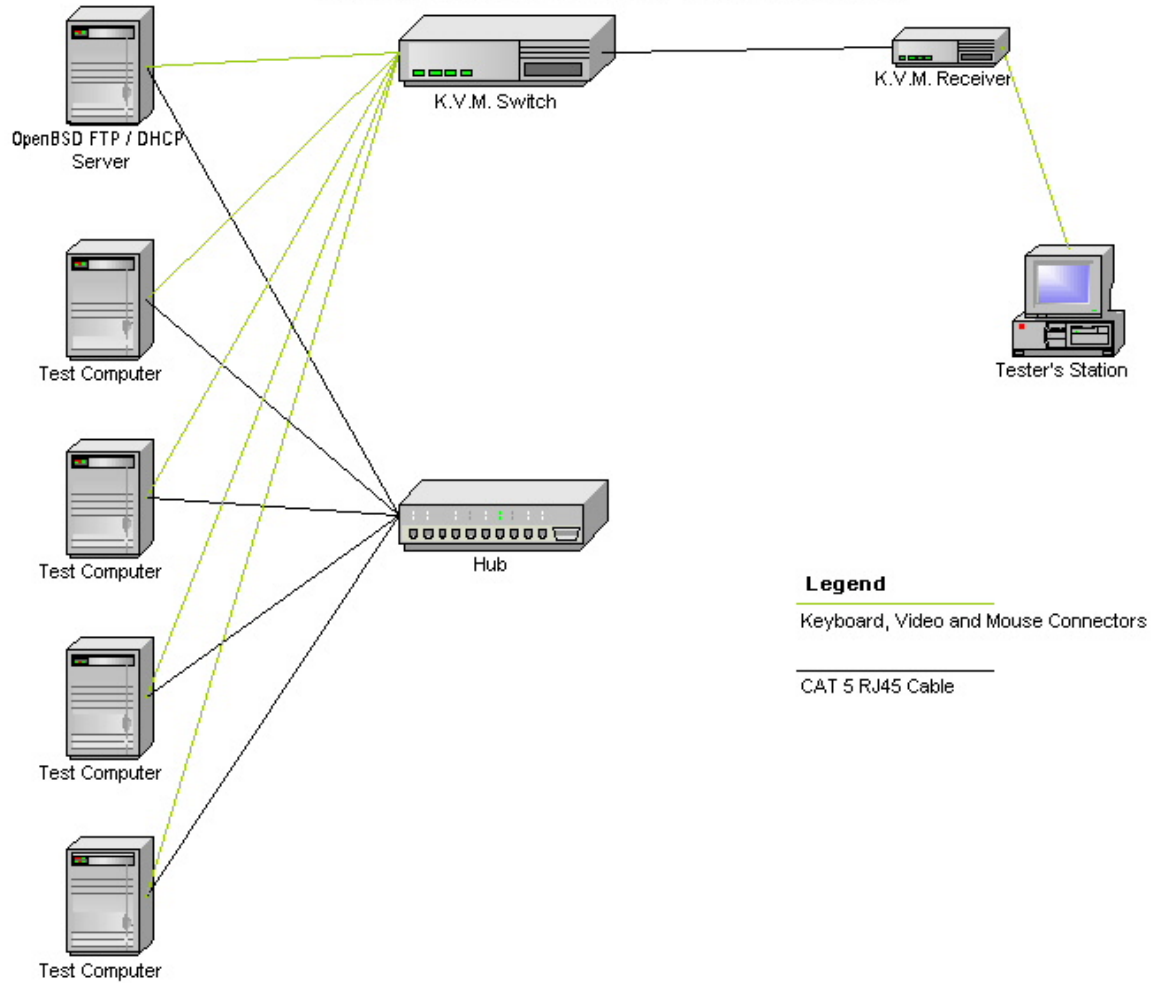 K.V.M. Switch
K.V.M. Receiver
OpenBSD FTP / DHCP
Server
Test Computer
Tester's Station
Test Computer
Hub
Legend
Keyboard, Video and Mouse Connectors
CAT 5 RJ45 Cable
Test Computer
Test Computer